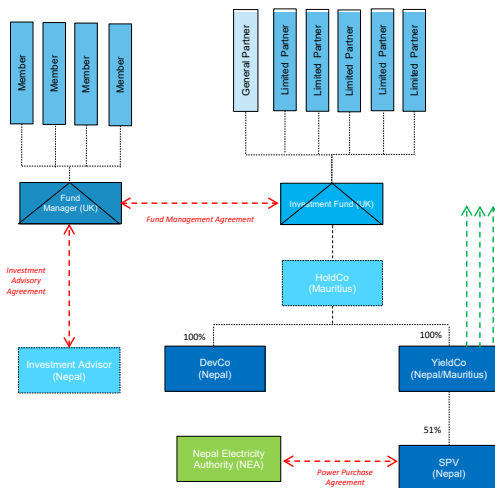 Member
Member
Member
Member
General Partner
Limited Partner
Limited Partner
Limited Partner
Limited Partner
Limited Partner
Fund
Manager (UK)
Fund Management Agreement
Investment Fund (UK)
Investment
Advisory
Agreement
HoldCo
(Mauritius)
100%
100%
Investment Advisor
(Nepal)
DevCo
(Nepal)
YieldCo
(Nepal/Mauritius)
51%
Nepal Electricity
Authority (NEA)
Power Purchase
Agreement
SPV
(Nepal)